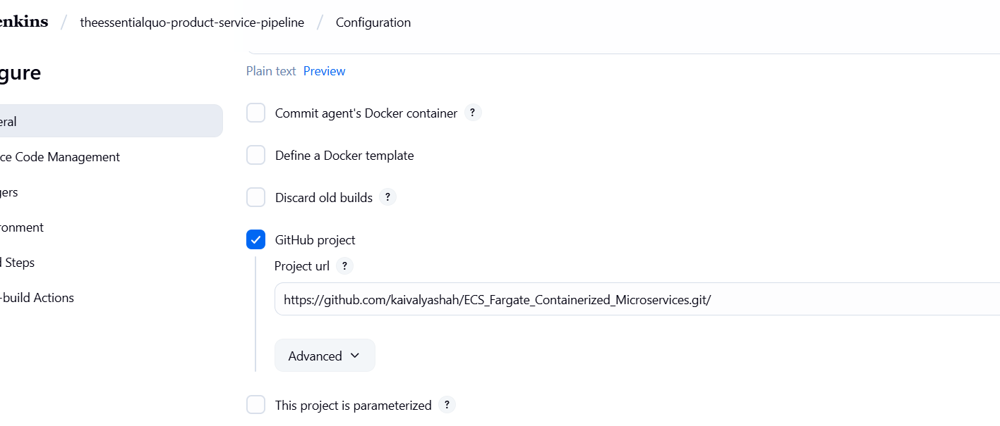 enkins / theessentialquo-product-service-pipeline / Configuration
gure
eral
ce Code Management
gers
ronment
d Steps
-build Actions
Plain text Preview
Commit agent's Docker container ?
Define a Docker template
Discard old builds ?
GitHub project
Project url ?
https://github.com/kaivalyashah/ECS_Fargate_Containerized_Microservices.git/
Advanced
This project is parameterized ?